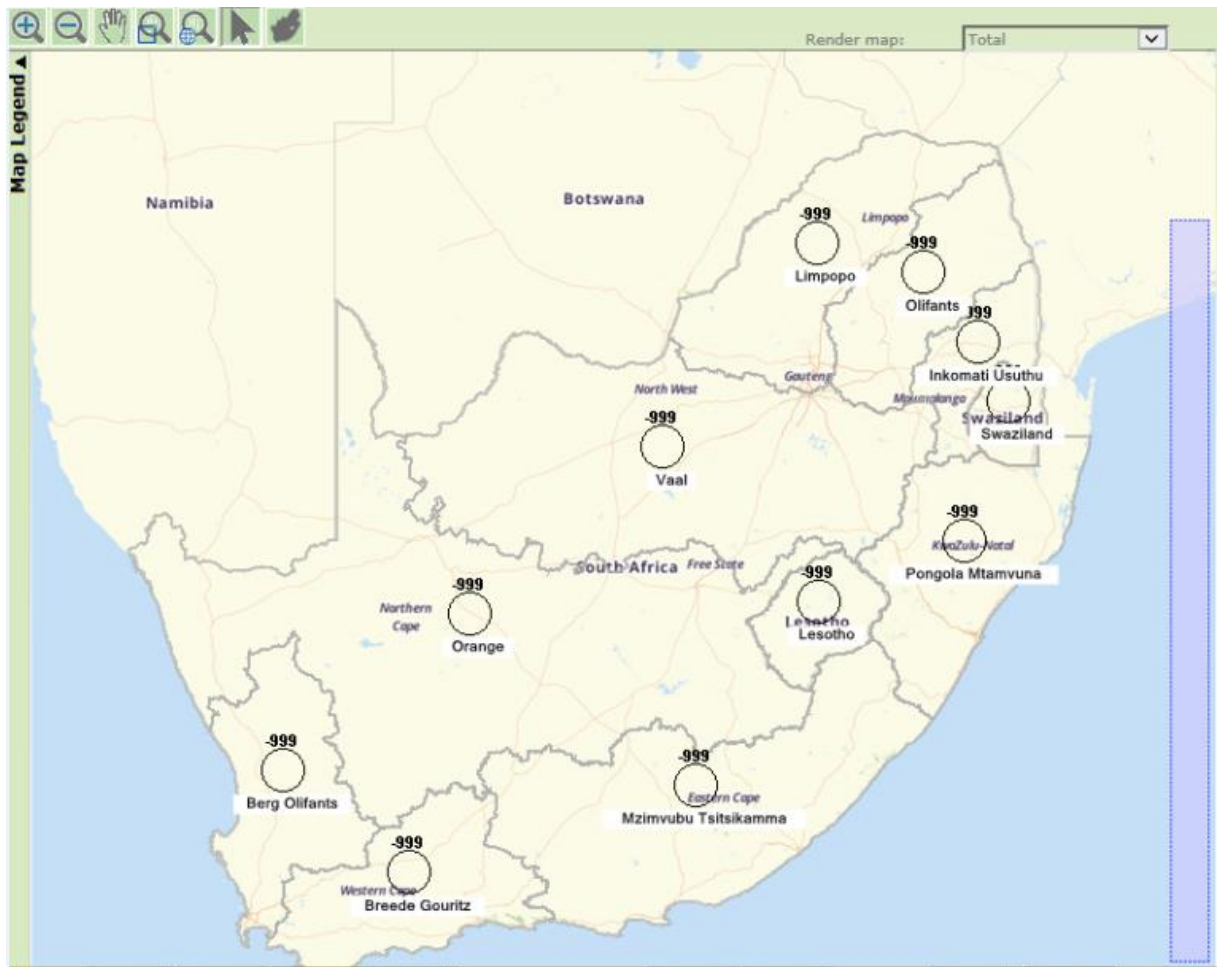 Render map: Total
Map Legend
Namibia
Botswana
-999
Limpopo
Limpopo
-999
Olifants
Inkomati Usuthu
Gauteng
North West
Swaziland
Swaziland
-999
Vaal
-999
KwaZulu-Natal
Pongola Mtamvuna
South Africa
Free State
-999
Lesotho
Lesotho
-999
Northern
Cape
Orange
-999
Berg Olifants
-999
Eastern Cape
Mzimvubu Tsitsikamma
-999
Western Cape
Breede Gouritz